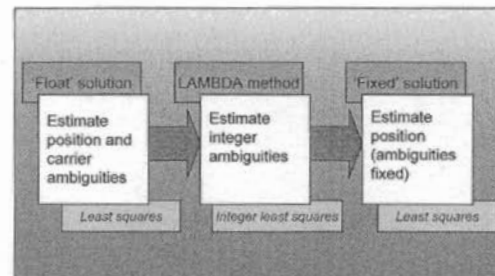 'Float' solution
Estimate
position and
carrier
ambiguities
Least squares
LAMBDA method
Estimate
integer
ambiguities
Integer least squares
'Fixed' solution
Estimate
position
(ambiguities
fixed)
Least squares